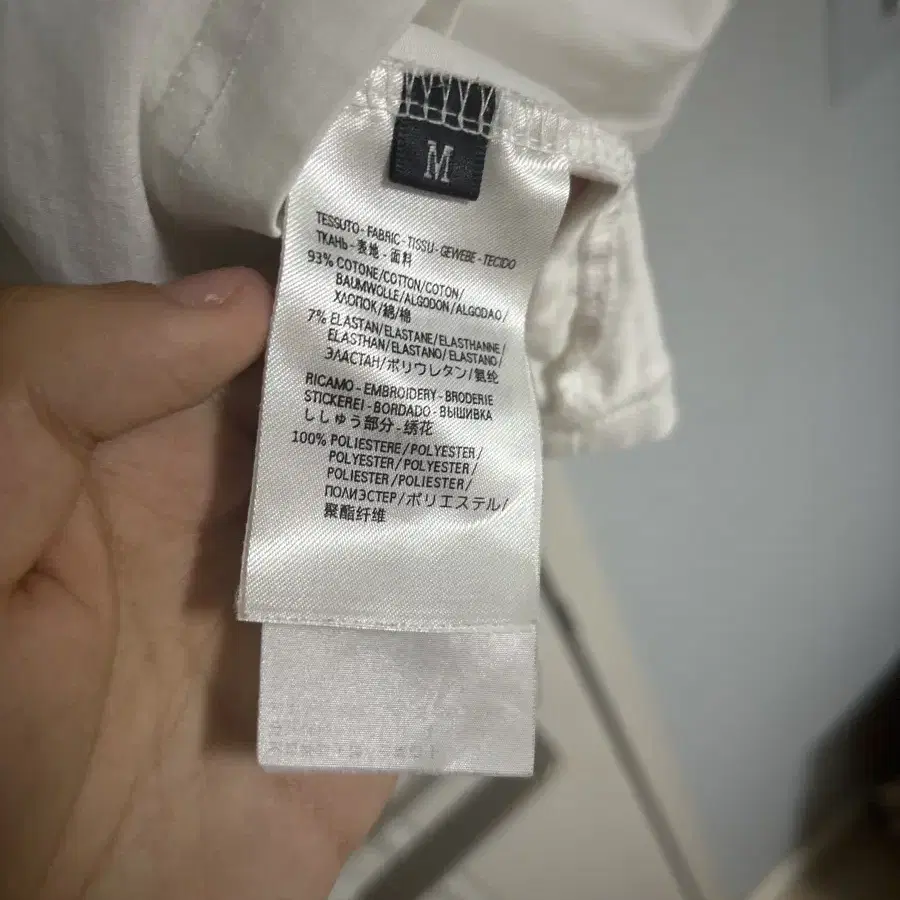 M
TESSUTO - FABRIC - TISSU - GEWEBE - TECIDO
ТКАНЬ - 表地 - 面料
93% COTONE/COTTON/COTON/
BAUMWOLLE/ALGODON/ALGODAO/
ХЛОПОК/綿/棉
7% ELASTAN/ELASTANE/ELASTHANNE/
ELASTHAN/ELASTANO/ELASTANO/
ЭЛАСТАН/ポリウレタン/氨纶
RICAMO - EMBROIDERY - BRODERIE
STICKEREI - BORDADO - ВЫШИВКА
ししゅう部分 - 绣花
100% POLIESTERE/POLYESTER/
POLYESTER/POLYESTER/
POLIESTER/POLIESTER/
ПОЛИЭСТЕР/ポリエステル/
聚酯纤维